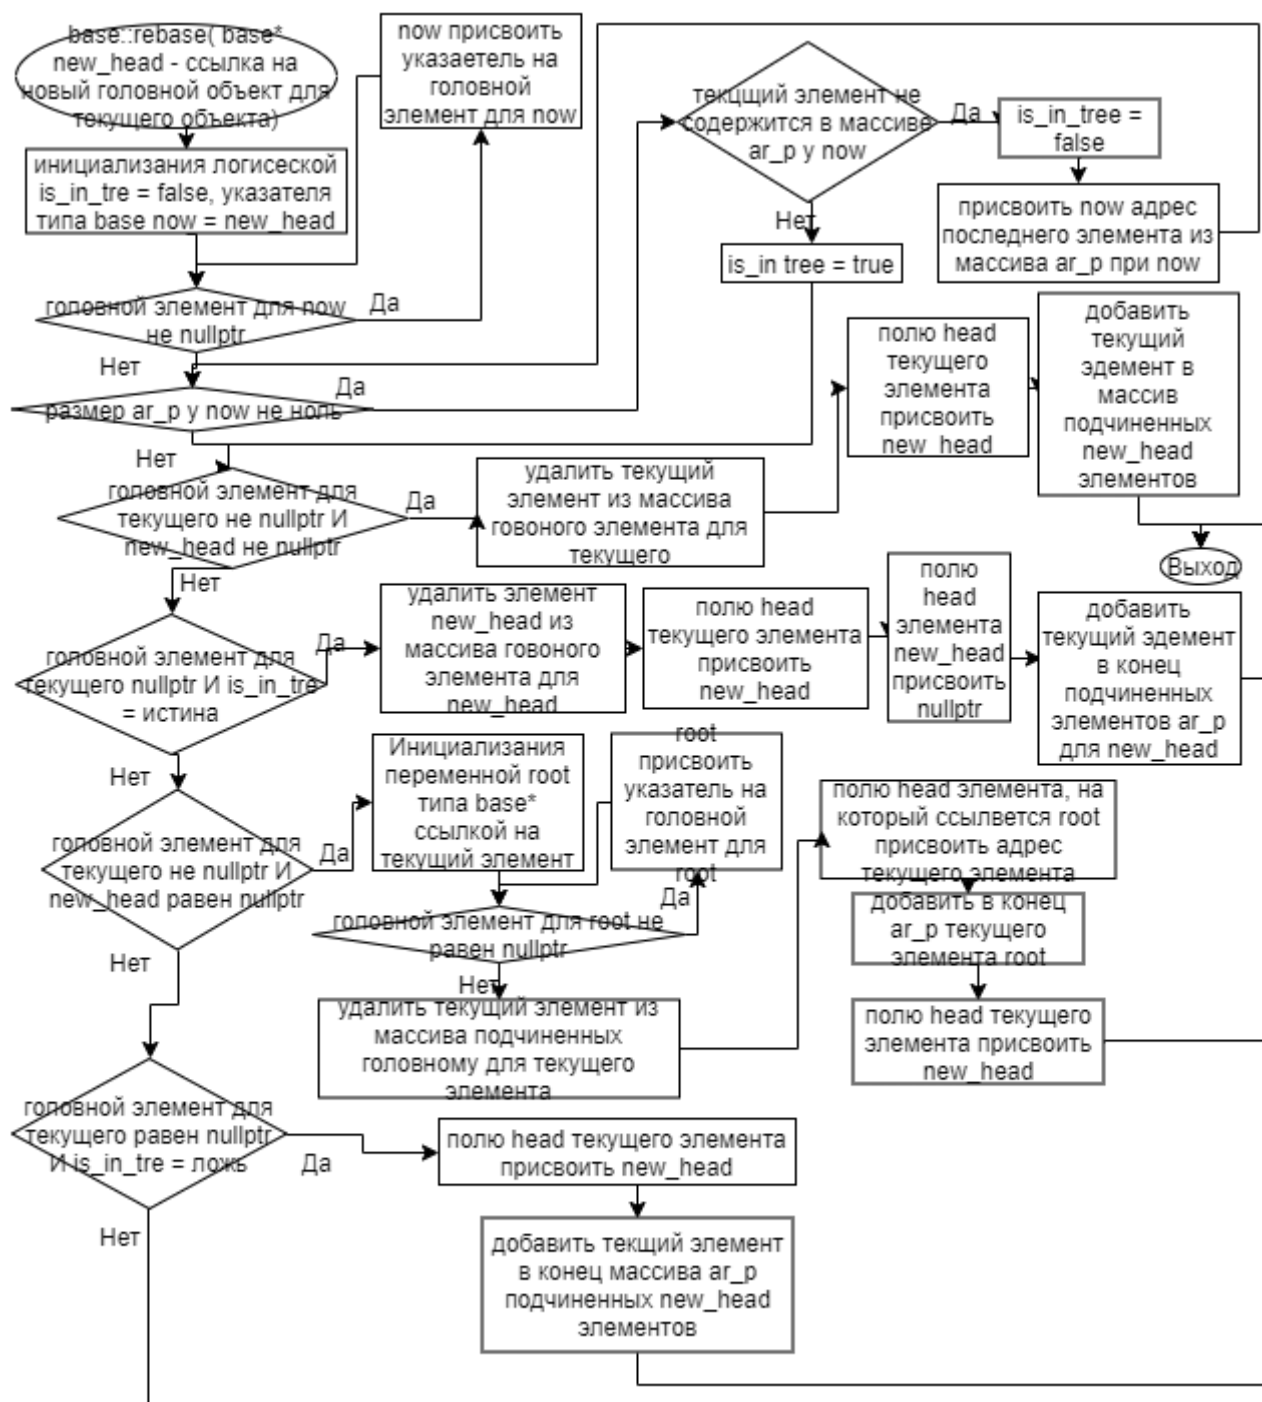 base::rebase( base*
new_head - ссылка на
новый головной объект для
текущего объекта)
now присвоить
указаетель на
головной
элемент для now
текцщий элемент не
содержится в массиве
ar_p у now
Да
is_in_tree =
false
инициализания логисеской
is_in_tre = false, указателя
типа base now = new_head
присвоить now адрес
последнего элемента из
массива ar_p при now
Нет
is_in tree = true
головной элемент для now
не nullptr
Да
Нет
размер ar_p у now не ноль
Да
Нет
полю head
текущего
элемента
присвоить
new_head
добавить
текущий
эдемент в
массив
подчиненных
new_head
элементов
головной элемент для
текущего не nullptr И
new_head не nullptr
Да
удалить текущий
элемент из массива
говоного элемента для
текущего
Выход
Нет
головной элемент для
текущего nullptr И is_in_tre
= истина
Да
удалить элемент
new_head из
массива говоного
элемента для
new_head
полю head
текущего элемента
присвоить
new_head
полю
head
элемента
new_head
присвоить
nullptr
добавить
текущий эдемент
в конец
подчиненных
элементов ar_p
для new_head
Нет
головной элемент для
текущего не nullptr И
new_head равен nullptr
Да
Инициализания
переменной root
типа base*
ссылкой на
текущий элемент
root
присвоить
указатель на
головной
элемент для
root
головной элемент для root не
равен nullptr
Да
Нет
удалить текущий элемент из
массива подчиненных
головному для текущего
элемента
полю head элемента, на
который ссылвется root
присвоить адрес
текущего элемента
добавить в конец
ar_p текущего
элемента root
полю head текущего
элемента присвоить
new_head
Нет
головной элемент для
текущего равен nullptr
И is_in_tre = ложь
Да
полю head текущего элемента
присвоить new_head
добавить текщий элемент
в конец массива ar_p
подчиненных new_head
элементов
Нет